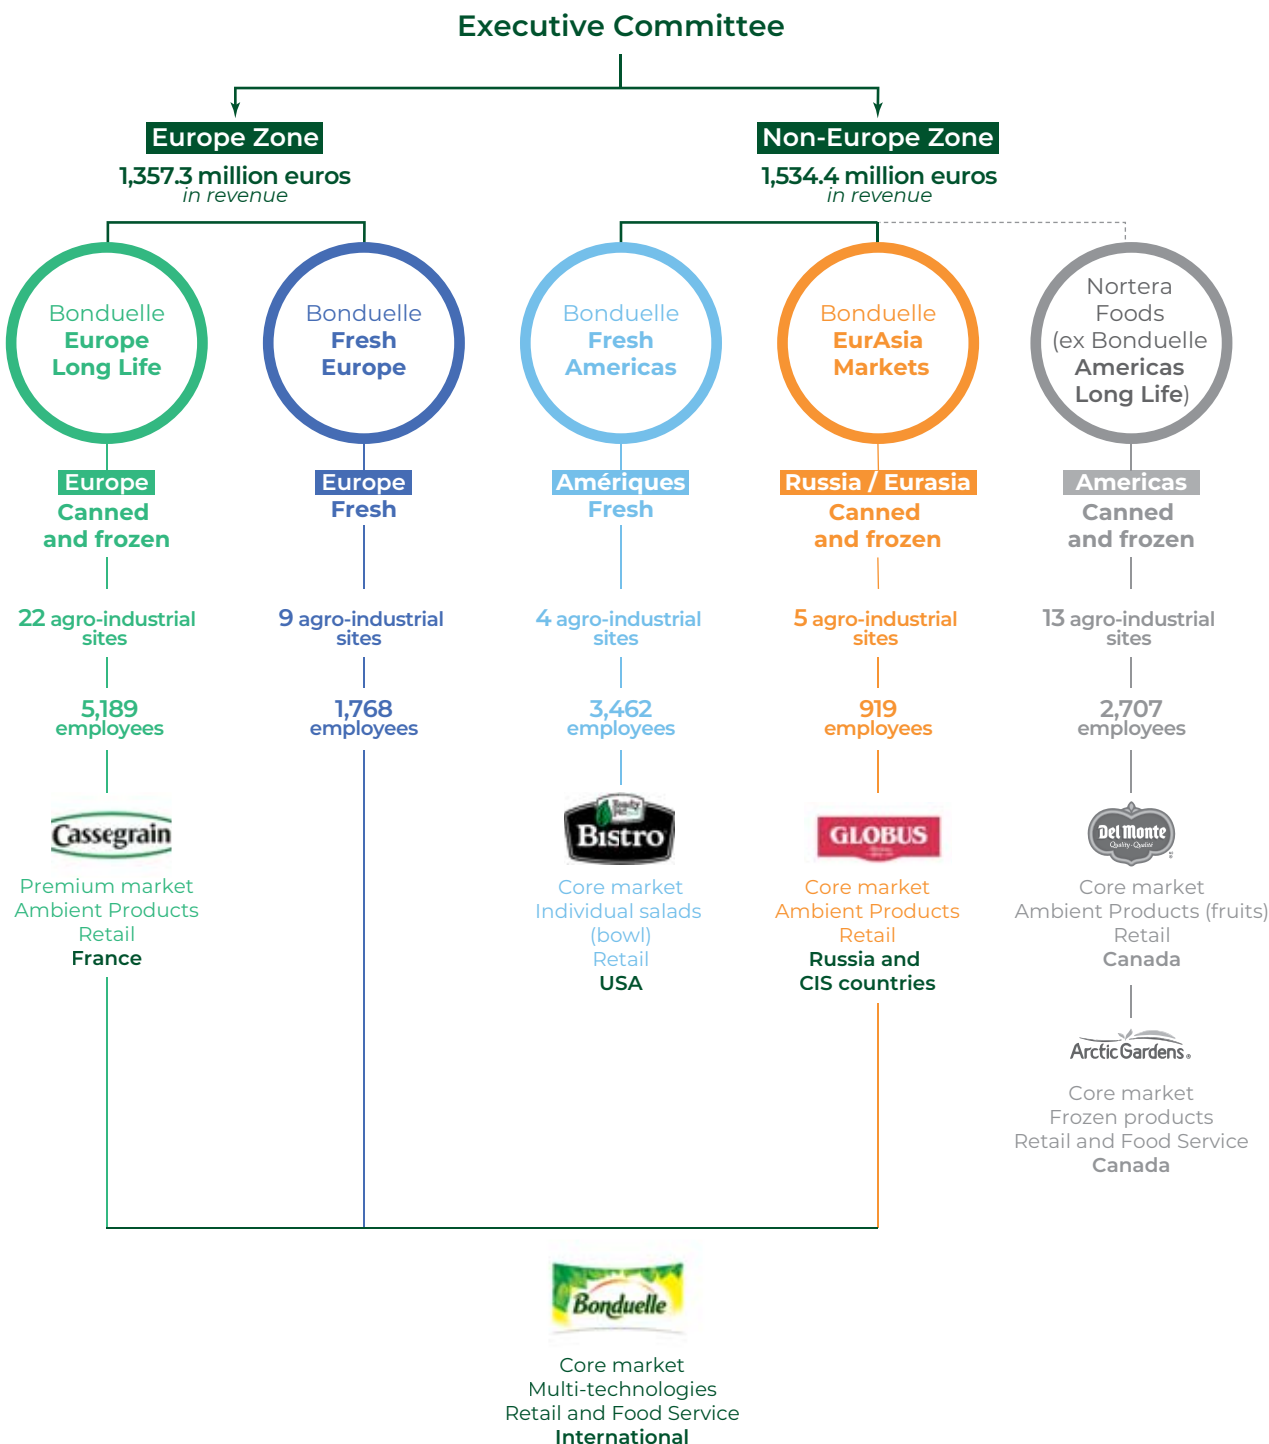 Executive Committee
Europe Zone
1,357.3 million euros
in revenue
Non-Europe Zone
1,534.4 million euros
in revenue
Bonduelle
Europe
Long Life
Europe
Canned
and frozen
22 agro-industrial
sites
5,189
employees
Cassegrain
Premium market
Ambient Products
Retail
France
Bonduelle
Fresh
Europe
Europe
Fresh
9 agro-industrial
sites
1,768
employees
Bonduelle
Fresh
Americas
Amériques
Fresh
4 agro-industrial
sites
3,462
employees
Ready
Bistro
Core market
Individual salads
(bowl)
Retail
USA
Bonduelle
EurAsia
Markets
Russia / Eurasia
Canned
and frozen
5 agro-industrial
sites
919
employees
GLOBUS
Core market
Ambient Products
Retail
Russia and
CIS countries
Nortera
Foods
(ex Bonduelle
Americas
Long Life)
Americas
Canned
and frozen
13 agro-industrial
sites
2,707
employees
Del Monte
Quality · Qualité
Core market
Ambient Products (fruits)
Retail
Canada
Arctic Gardens®
Core market
Frozen products
Retail and Food Service
Canada
Bonduelle
Core market
Multi-technologies
Retail and Food Service
International